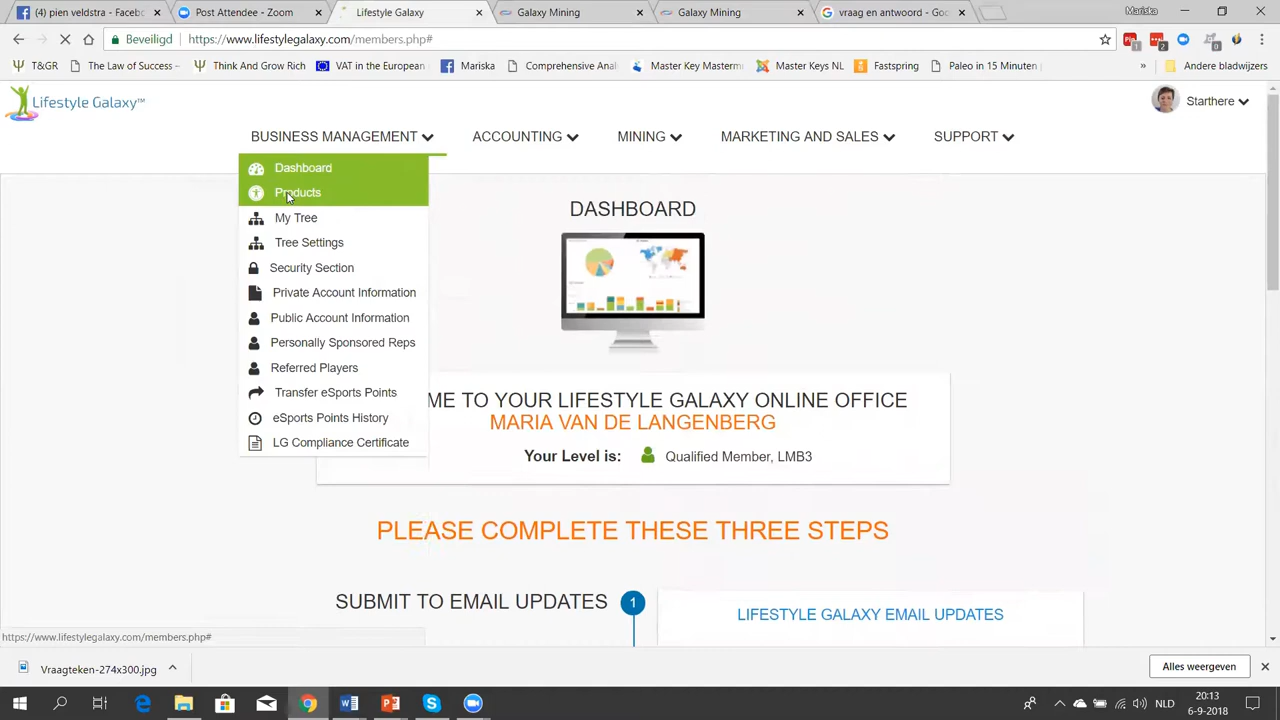 f pien veldstra - Faceboo
Post Attendee - Zoom
Lifestyle Galaxy
Galaxy Mining
Galaxy Mining
vraag en antwoord - Goo
Mariska
Beveiligd
https://www.lifestylegalaxy.com/members.php#
T&GR
The Law of Success -
Think And Grow Rich
VAT in the European
Mariska
Comprehensive Anal
Master Key Masterm
Master Keys NL
Fastspring
Paleo in 15 Minuten
»
Andere bladwijzers
Lifestyle Galaxy™
Starthere
BUSINESS MANAGEMENT
ACCOUNTING
MINING
MARKETING AND SALES
SUPPORT
Dashboard
Products
My Tree
Tree Settings
Security Section
Private Account Information
Public Account Information
Personally Sponsored Reps
Referred Players
Transfer eSports Points
eSports Points History
LG Compliance Certificate
DASHBOARD
ME TO YOUR LIFESTYLE GALAXY ONLINE OFFICE
MARIA VAN DE LANGENBERG
Your Level is: Qualified Member, LMB3
PLEASE COMPLETE THESE THREE STEPS
SUBMIT TO EMAIL UPDATES
1
LIFESTYLE GALAXY EMAIL UPDATES
https://www.lifestylegalaxy.com/members.php#
Vraagteken-274x300.jpg
Alles weergeven
NLD
20:13
6-9-2018